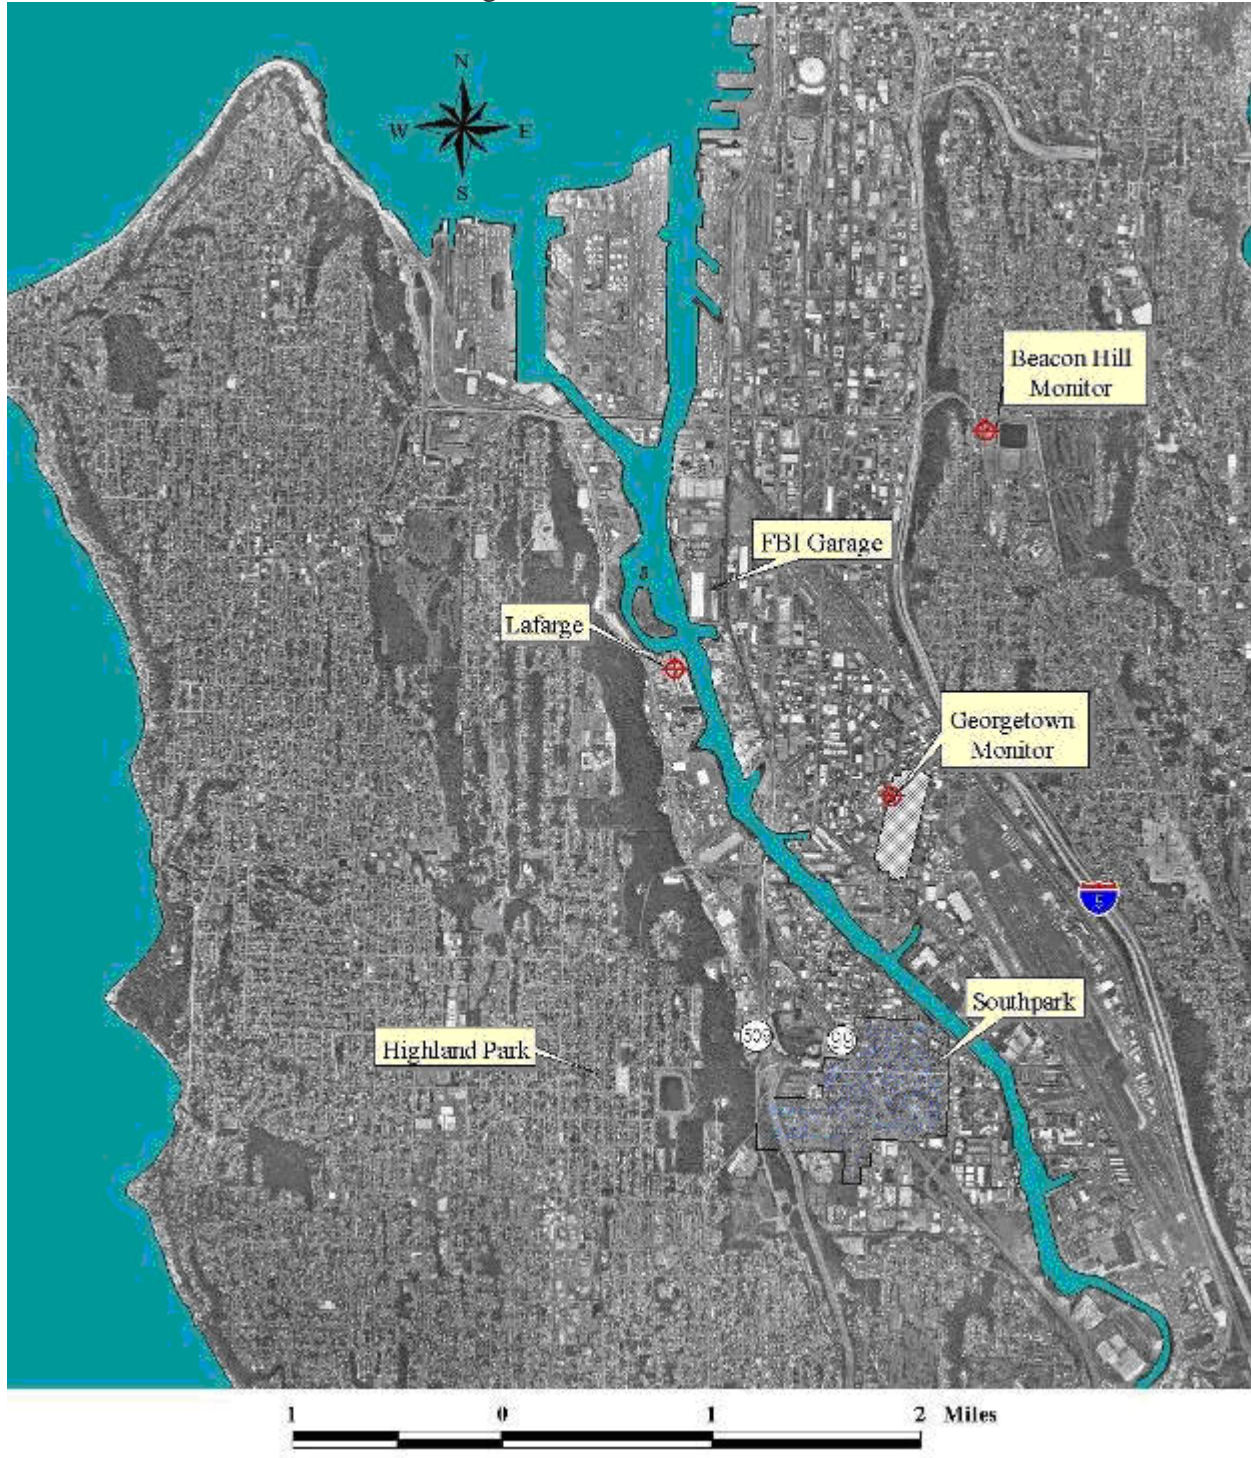 N
W E
S
Beacon Hill
Monitor
FBI Garage
Lafarge
Georgetown
Monitor
5
Southpark
509
99
Highland Park
1 0 1 2 Miles